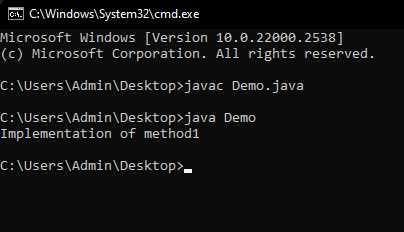 C:\Windows\System32\cmd.exe
Microsoft Windows [Version 10.0.22000.2538]
(c) Microsoft Corporation. All rights reserved.
C:\Users\Admin\Desktop>javac Demo.java
C:\Users\Admin\Desktop>java Demo
Implementation of method1
C:\Users\Admin\Desktop>